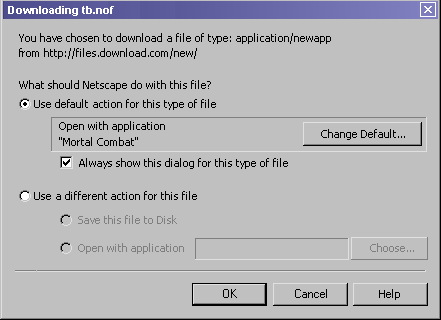 Downloading tb.nof
You have chosen to download a file of type: application/newapp
from http://files.download.com/new/
What should Netscape do with this file?
Use default action for this type of file
Open with application
"Mortal Combat"
Change Default...
Always show this dialog for this type of file
Use a different action for this file
Save this file to Disk
Open with application
Choose...
OK
Cancel
Help